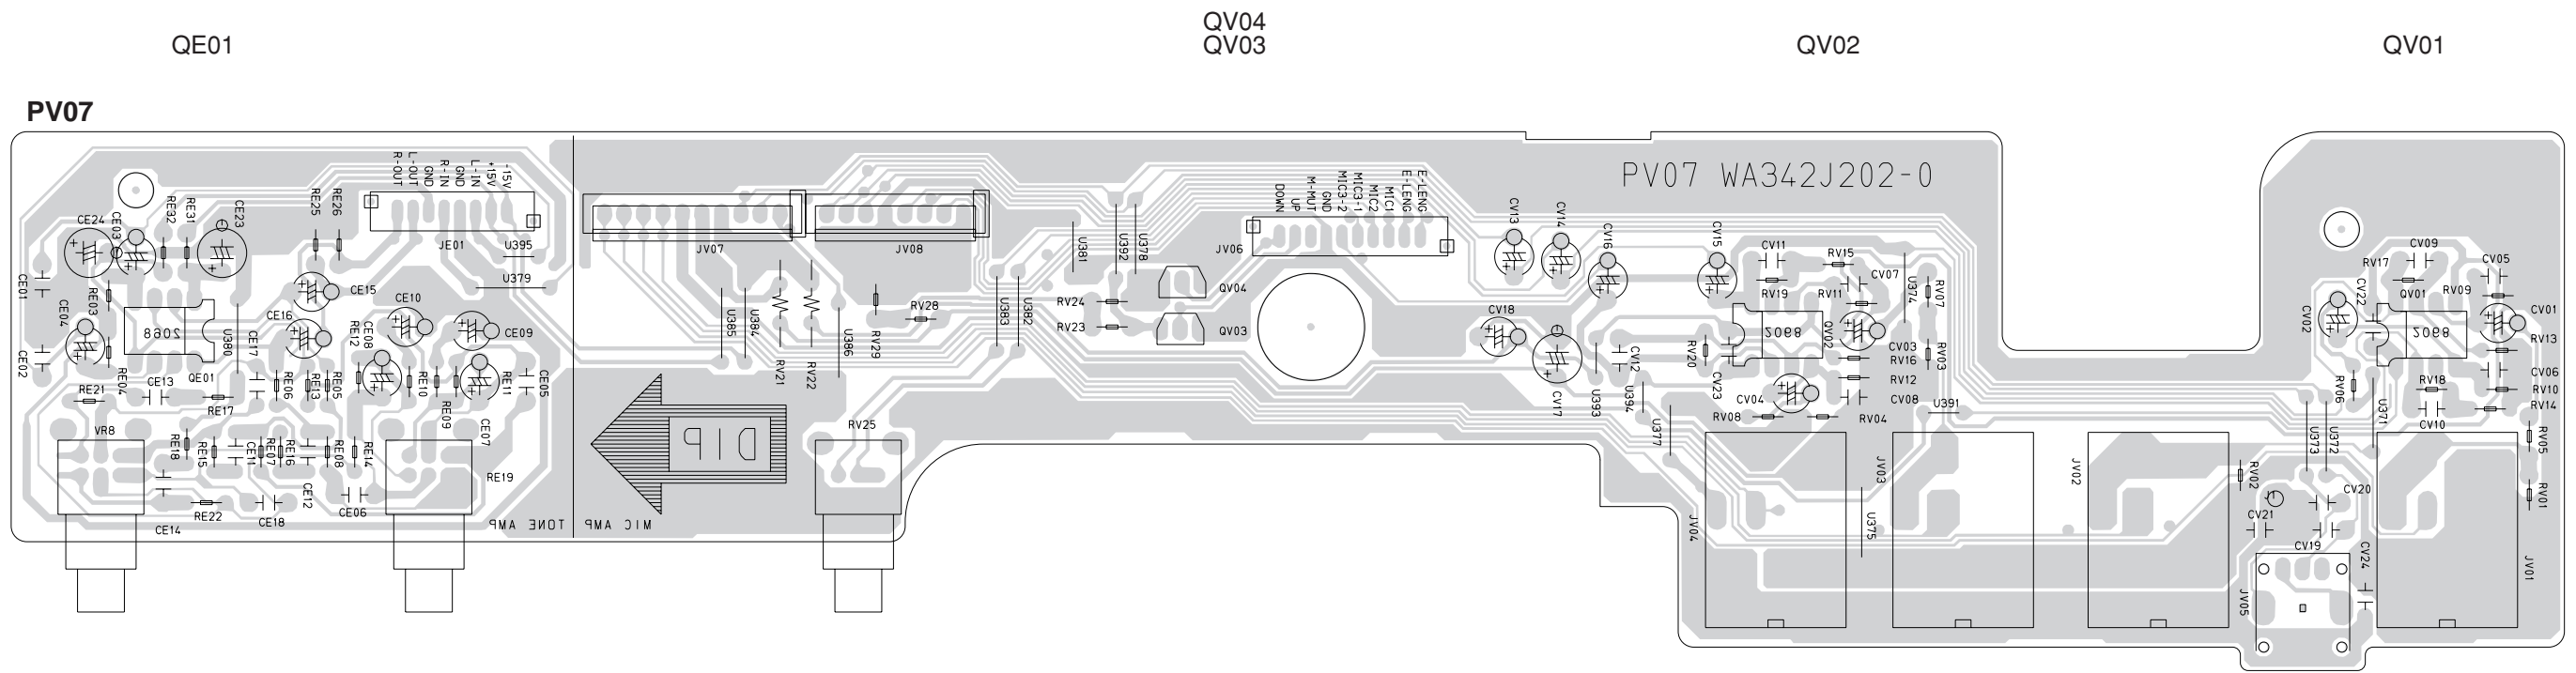 QV04
QE01
QV03
QV02
QV01
PV07
PV07 WA342J202-0
R-OUT
L-OUT
GND
R-IN
GND
L-IN
+15V
-15V
DOWN
UP
M-MUT
GND
MIC3-2
MIC3-1
MIC2
MIC1
E-LENG
E-LENG
CE24
CE03
RE32
RE31
CE23
RE25
RE26
JE01
U395
U379
JV07
JV08
U381
U392
U378
JV06
CV13
CV14
CV16
CV15
CV11
RV15
CV07
U374
RV07
RV17
CV09
CV05
CE01
RE03
CE04
CE02
RE04
2068
U380
CE17
CE15
CE16
CE10
CE08
RE12
CE09
U385
U384
U386
RV29
RV28
U383
U382
RV24
RV23
QV04
QV03
CV18
RV19
RV11
2068
QV02
CV03
RV16
RV03
RV20
CV12
CV23
RV12
CV08
CV04
RV08
RV04
U391
CV17
U393
U394
U377
CV02
CV22
QV01
RV09
2068
CV01
RV13
CV06
RV10
RV14
RV18
CV10
RV06
U371
U373
U372
RE21
CE13
QE01
RE17
RE06
RE13
RE05
RE10
RE09
RE11
CE05
CE07
RV21
RV22
VR8
RE18
RE15
CE11
RE07
RE16
RE08
RE14
RE19
RE22
CE14
CE18
CE12
CE06
TONE AMP
MIC AMP
DIP
RV25
JV04
U375
JV03
JV02
RV02
CV20
CV21
CV19
CV24
JV05
JV01
RV05
RV01